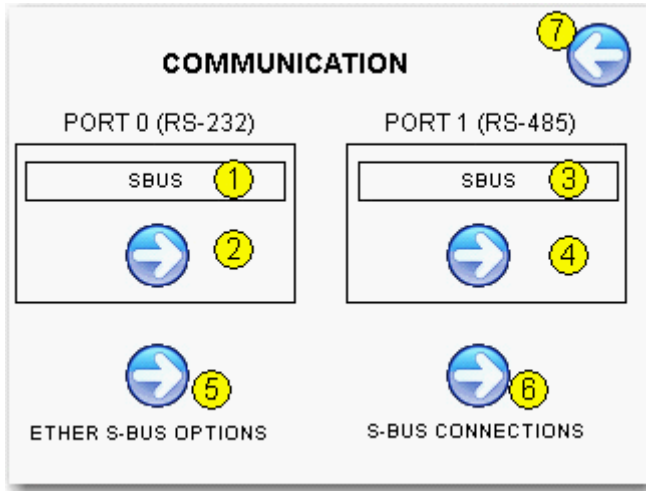 7
COMMUNICATION
PORT 0 (RS-232) PORT 1 (RS-485)
SBUS 1 SBUS 3
2 4
5 6
ETHER S-BUS OPTIONS S-BUS CONNECTIONS